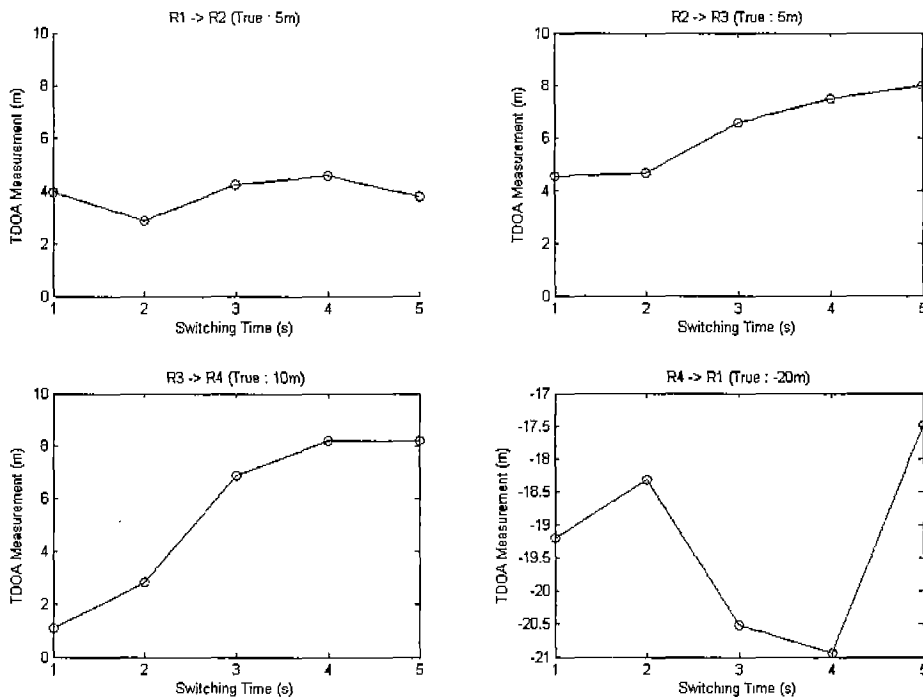 R1 -> R2 (True : 5m)
10
8
6
4
2
0
TDOA Measurement (m)
1 2 3 4 5
Switching Time (s)
R2 -> R3 (True : 5m)
10
8
6
4
2
0
TDOA Measurement (m)
1 2 3 4 5
Switching Time (s)
R3 -> R4 (True : 10m)
10
8
6
4
2
0
TDOA Measurement (m)
1 2 3 4 5
Switching Time (s)
R4 -> R1 (True : -20m)
-17
-17.5
-18
-18.5
-19
-19.5
-20
-20.5
-21
TDOA Measurement (m)
1 2 3 4 5
Switching Time (s)